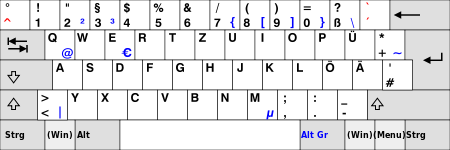 ° ! " § $ % & / ( ) = ? `
^ 1 2 ² 3 ³ 4 5 6 7 { 8 [ 9 ] 0 } ß \ ´
Q W E R T Z U I O P Ü *
@ € + ~
A S D F G H J K L Ö Ä '
#
> Y X C V B N M ; : _
< | µ , . -
Strg (Win) Alt Alt Gr (Win) (Menu) Strg